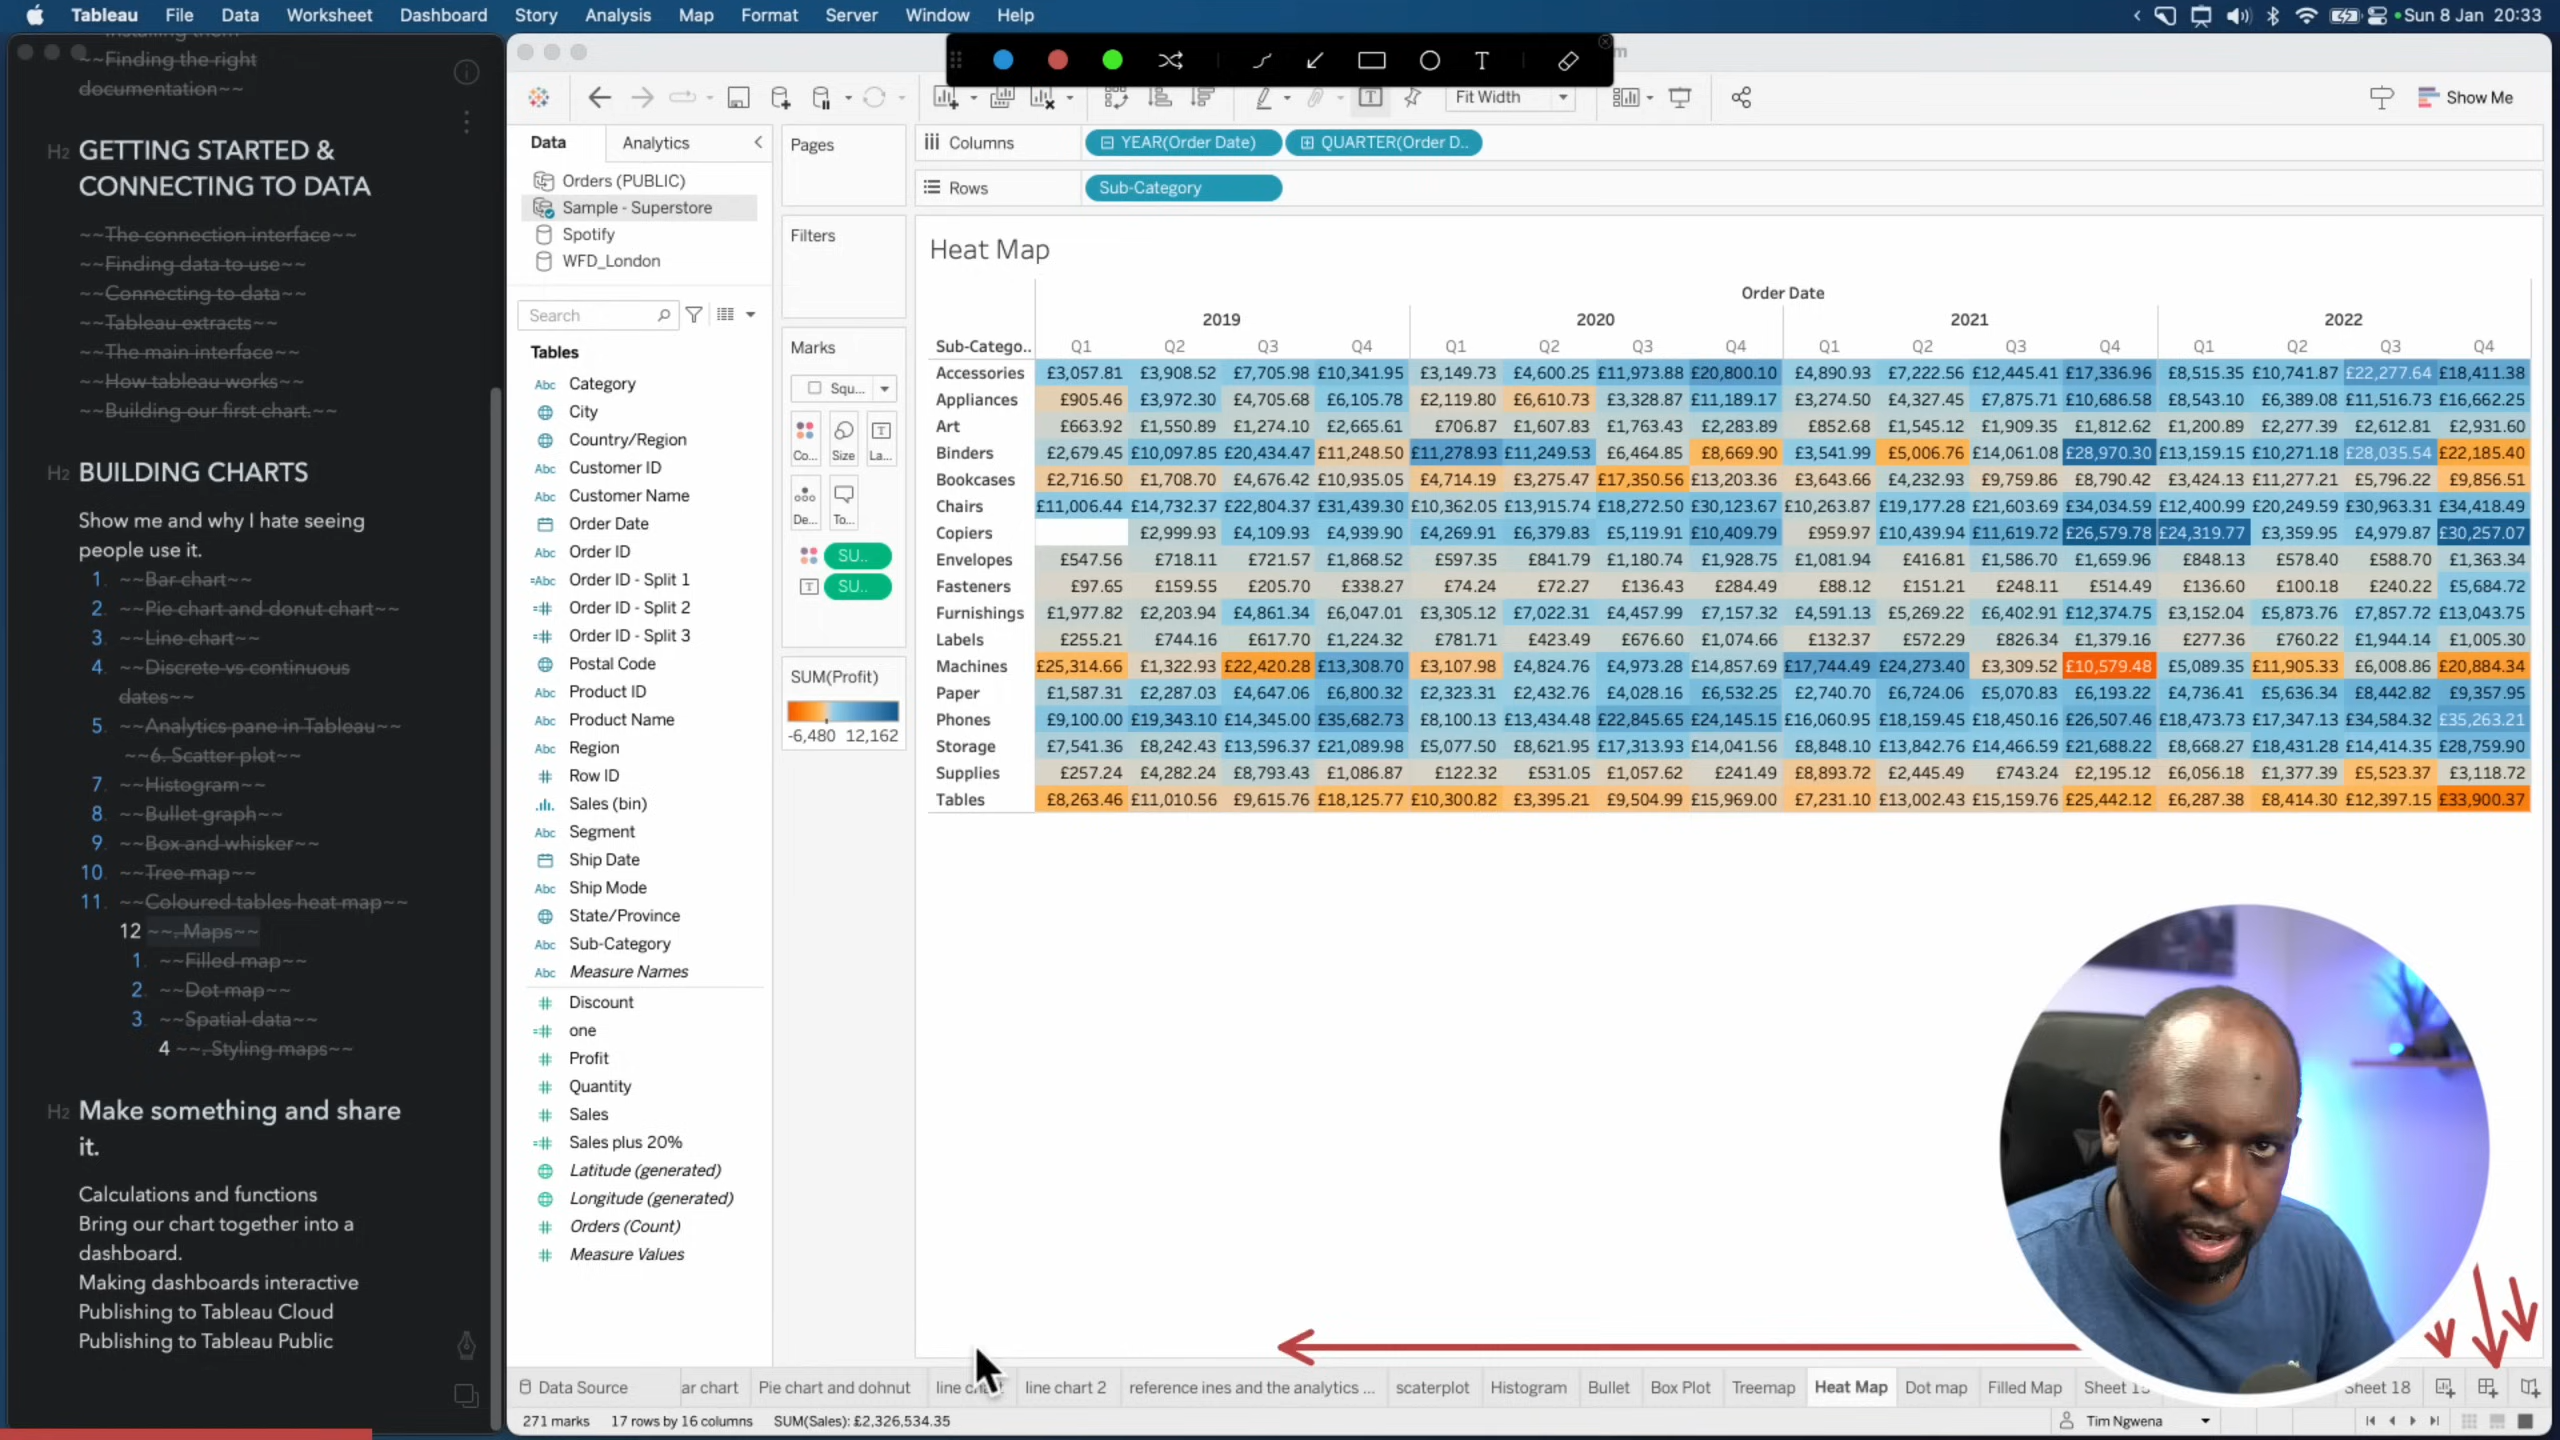 Tableau File Data Worksheet Dashboard Story Analysis Map Format Server Window Help
Sun 8 Jan 20:33
~~Finding the right
documentation~~
H2 GETTING STARTED &
CONNECTING TO DATA
~~The connection interface~~
~~Finding data to use~~
~~Connecting to data~~
~~Tableau extracts~~
~~The main interface~~
~~How tableau works~~
~~Building our first chart.~~
H2 BUILDING CHARTS
Show me and why I hate seeing
people use it.
1. ~~Bar chart~~
2. ~~Pie chart and donut chart~~
3. ~~Line chart~~
4. ~~Discrete vs continuous
dates~~
5. ~~Analytics pane in Tableau~~
~~6. Scatter plot~~
7. ~~Histogram~~
8. ~~Bullet graph~~
9. ~~Box and whisker~~
10. ~~Tree map~~
11. ~~Coloured tables heat map~~
12 ~~. Maps~~
1. ~~Filled map~~
2. ~~Dot map~~
3. ~~Spatial data~~
4 ~~. Styling maps~~
H2 Make something and share
it.
Calculations and functions
Bring our chart together into a
dashboard.
Making dashboards interactive
Publishing to Tableau Cloud
Publishing to Tableau Public
T
Fit Width
Show Me
Data Analytics
Orders (PUBLIC)
Sample - Superstore
Spotify
WFD_London
Search
Tables
Abc Category
City
Country/Region
Abc Customer ID
Abc Customer Name
Order Date
Abc Order ID
=Abc Order ID - Split 1
=# Order ID - Split 2
=# Order ID - Split 3
Postal Code
Abc Product ID
Abc Product Name
Abc Region
# Row ID
Sales (bin)
Abc Segment
Ship Date
Abc Ship Mode
State/Province
Abc Sub-Category
Abc Measure Names
# Discount
=# one
# Profit
# Quantity
# Sales
=# Sales plus 20%
Latitude (generated)
Longitude (generated)
# Orders (Count)
# Measure Values
Pages
Filters
Marks
Squ...
Co... Size La...
De... To...
SU..
SU..
SUM(Profit)
-6,480 12,162
Columns YEAR(Order Date) QUARTER(Order D..
Rows Sub-Category
Heat Map
Order Date
2019 2020 2021 2022
Sub-Catego.. Q1 Q2 Q3 Q4 Q1 Q2 Q3 Q4 Q1 Q2 Q3 Q4 Q1 Q2 Q3 Q4
Accessories £3,057.81 £3,908.52 £7,705.98 £10,341.95 £3,149.73 £4,600.25 £11,973.88 £20,800.10 £4,890.93 £7,222.56 £12,445.41 £17,336.96 £8,515.35 £10,741.87 £22,277.64 £18,411.38
Appliances £905.46 £3,972.30 £4,705.68 £6,105.78 £2,119.80 £6,610.73 £3,328.87 £11,189.17 £3,274.50 £4,327.45 £7,875.71 £10,686.58 £8,543.10 £6,389.08 £11,516.73 £16,662.25
Art £663.92 £1,550.89 £1,274.10 £2,665.61 £706.87 £1,607.83 £1,763.43 £2,283.89 £852.68 £1,545.12 £1,909.35 £1,812.62 £1,200.89 £2,277.39 £2,612.81 £2,931.60
Binders £2,679.45 £10,097.85 £20,434.47 £11,248.50 £11,278.93 £11,249.53 £6,464.85 £8,669.90 £3,541.99 £5,006.76 £14,061.08 £28,970.30 £13,159.15 £10,271.18 £28,035.54 £22,185.40
Bookcases £2,716.50 £1,708.70 £4,676.42 £10,935.05 £4,714.19 £3,275.47 £17,350.56 £13,203.36 £3,643.66 £4,232.93 £9,759.86 £8,790.42 £3,424.13 £11,277.21 £5,796.22 £9,856.51
Chairs £11,006.44 £14,732.37 £22,804.37 £31,439.30 £10,362.05 £13,915.74 £18,272.50 £30,123.67 £10,263.87 £19,177.28 £21,603.69 £34,034.59 £12,400.99 £20,249.59 £30,963.31 £34,418.49
Copiers £2,999.93 £4,109.93 £4,939.90 £4,269.91 £6,379.83 £5,119.91 £10,409.79 £959.97 £10,439.94 £11,619.72 £26,579.78 £24,319.77 £3,359.95 £4,979.87 £30,257.07
Envelopes £547.56 £718.11 £721.57 £1,868.52 £597.35 £841.79 £1,180.74 £1,928.75 £1,081.94 £416.81 £1,586.70 £1,659.96 £848.13 £578.40 £588.70 £1,363.34
Fasteners £97.65 £159.55 £205.70 £338.27 £74.24 £72.27 £136.43 £284.49 £88.12 £151.21 £248.11 £514.49 £136.60 £100.18 £240.22 £5,684.72
Furnishings £1,977.82 £2,203.94 £4,861.34 £6,047.01 £3,305.12 £7,022.31 £4,457.99 £7,157.32 £4,591.13 £5,269.22 £6,402.91 £12,374.75 £3,152.04 £5,873.76 £7,857.72 £13,043.75
Labels £255.21 £744.16 £617.70 £1,224.32 £781.71 £423.49 £676.60 £1,074.66 £132.37 £572.29 £826.34 £1,379.16 £277.36 £760.22 £1,944.14 £1,005.30
Machines £25,314.66 £1,322.93 £22,420.28 £13,308.70 £3,107.98 £4,824.76 £4,973.28 £14,857.69 £17,744.49 £24,273.40 £3,309.52 £10,579.48 £5,089.35 £11,905.33 £6,008.86 £20,884.34
Paper £1,587.31 £2,287.03 £4,647.06 £6,800.32 £2,323.31 £2,432.76 £4,028.16 £6,532.25 £2,740.70 £6,724.06 £5,070.83 £6,193.22 £4,736.41 £5,636.34 £8,442.82 £9,357.95
Phones £9,100.00 £19,343.10 £14,345.00 £35,682.73 £8,100.13 £13,434.48 £22,845.65 £24,145.15 £16,060.95 £18,159.45 £18,450.16 £26,507.46 £18,473.73 £17,347.13 £34,584.32 £35,263.21
Storage £7,541.36 £8,242.43 £13,596.37 £21,089.98 £5,077.50 £8,621.95 £17,313.93 £14,041.56 £8,848.10 £13,842.76 £14,466.59 £21,688.22 £8,668.27 £18,431.28 £14,414.35 £28,759.90
Supplies £257.24 £4,282.24 £8,793.43 £1,086.87 £122.32 £531.05 £1,057.62 £241.49 £8,893.72 £2,445.49 £743.24 £2,195.12 £6,056.18 £1,377.39 £5,523.37 £3,118.72
Tables £8,263.46 £11,010.56 £9,615.76 £18,125.77 £10,300.82 £3,395.21 £9,504.99 £15,969.00 £7,231.10 £13,002.43 £15,159.76 £25,442.12 £6,287.38 £8,414.30 £12,397.15 £33,900.37
Data Source ar chart Pie chart and dohnut line line chart 2 reference ines and the analytics ... scaterplot Histogram Bullet Box Plot Treemap Heat Map Dot map Filled Map Sheet Sheet 18
271 marks 17 rows by 16 columns SUM(Sales): £2,326,534.35 Tim Ngwena